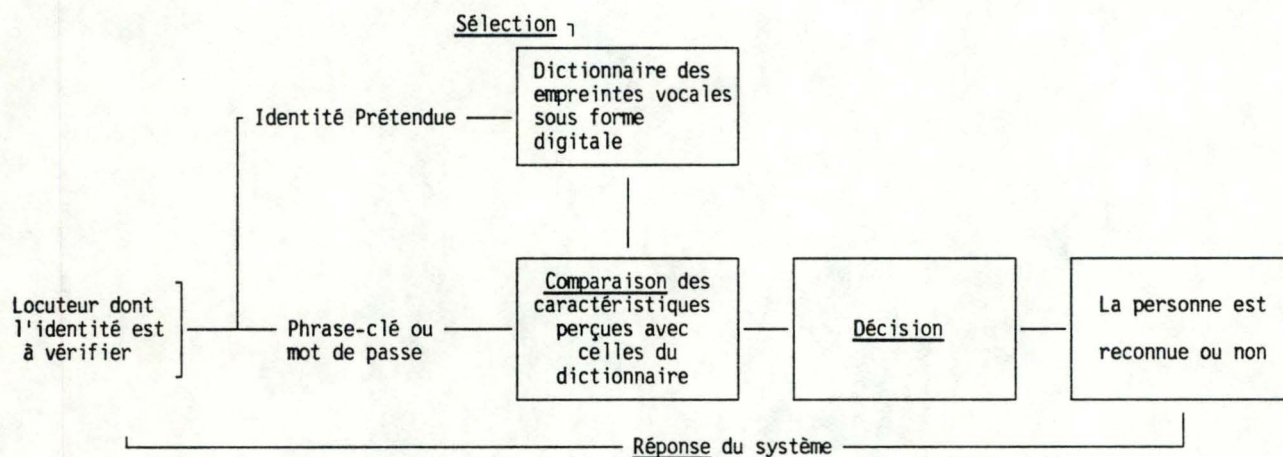 Sélection
Dictionnaire des
empreintes vocales
sous forme
digitale
Identité Prétendue
Locuteur dont
l'identité est
à vérifier
Phrase-clé ou
mot de passe
Comparaison des
caractéristiques
perçues avec
celles du
dictionnaire
Décision
La personne est
reconnue ou non
Réponse du système